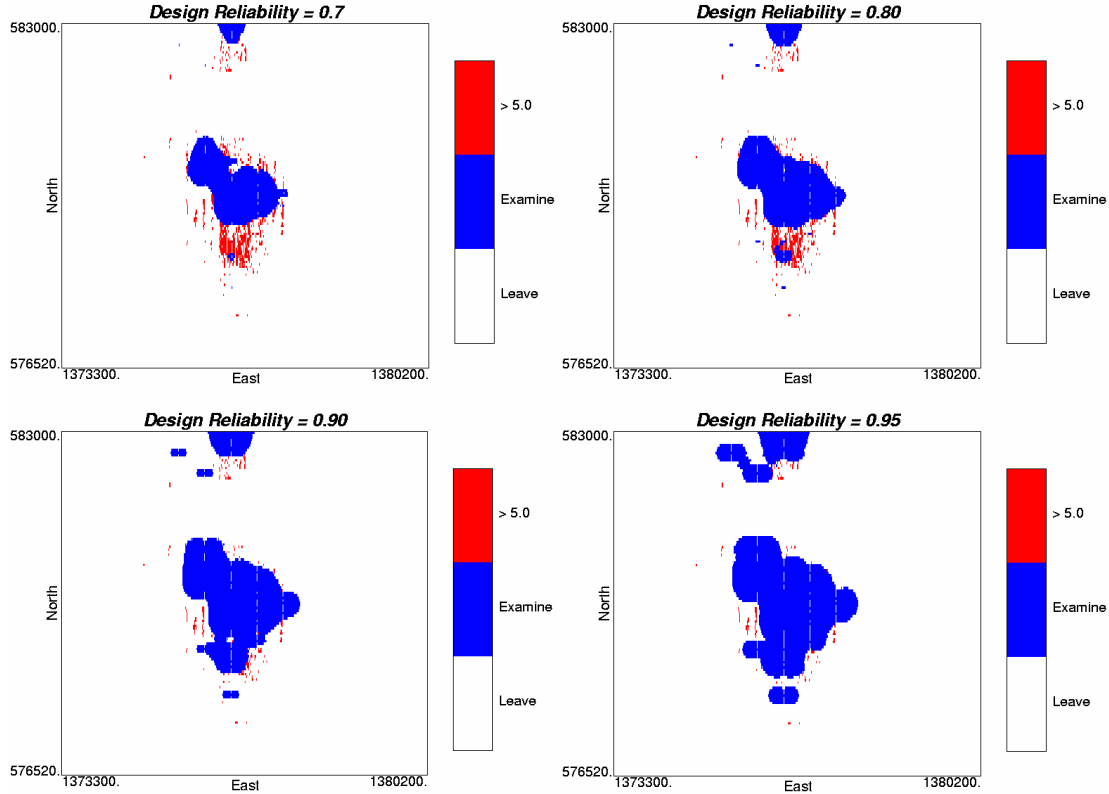 Design Reliability = 0.7
583000.
North
576520.
1373300.
East
1380200.
> 5.0
Examine
Leave
Design Reliability = 0.80
583000.
North
576520.
1373300.
East
1380200.
> 5.0
Examine
Leave
Design Reliability = 0.90
583000.
North
576520.
1373300.
East
1380200.
> 5.0
Examine
Leave
Design Reliability = 0.95
583000.
North
576520.
1373300.
East
1380200.
> 5.0
Examine
Leave